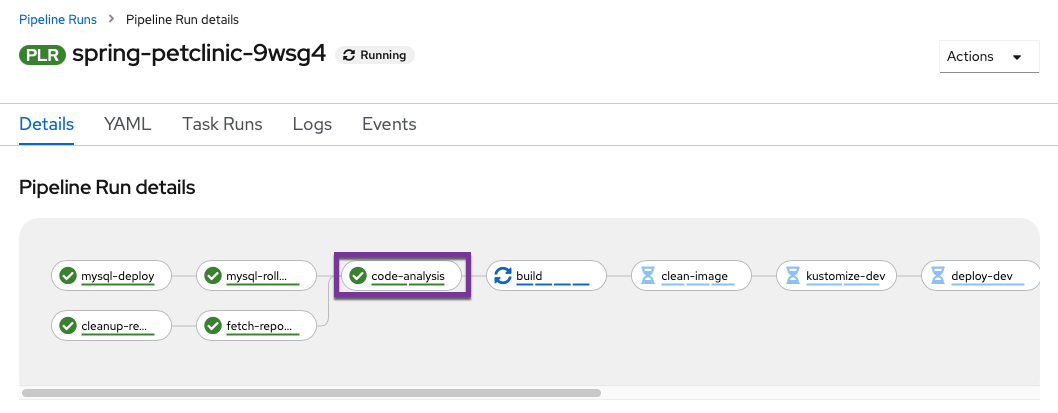 Pipeline Runs > Pipeline Run details
PLR spring-petclinic-9wsg4 Running
Actions
Details YAML Task Runs Logs Events
Pipeline Run details
mysql-deploy mysql-roll... code-analysis build clean-image kustomize-dev deploy-dev
cleanup-re... fetch-repo...